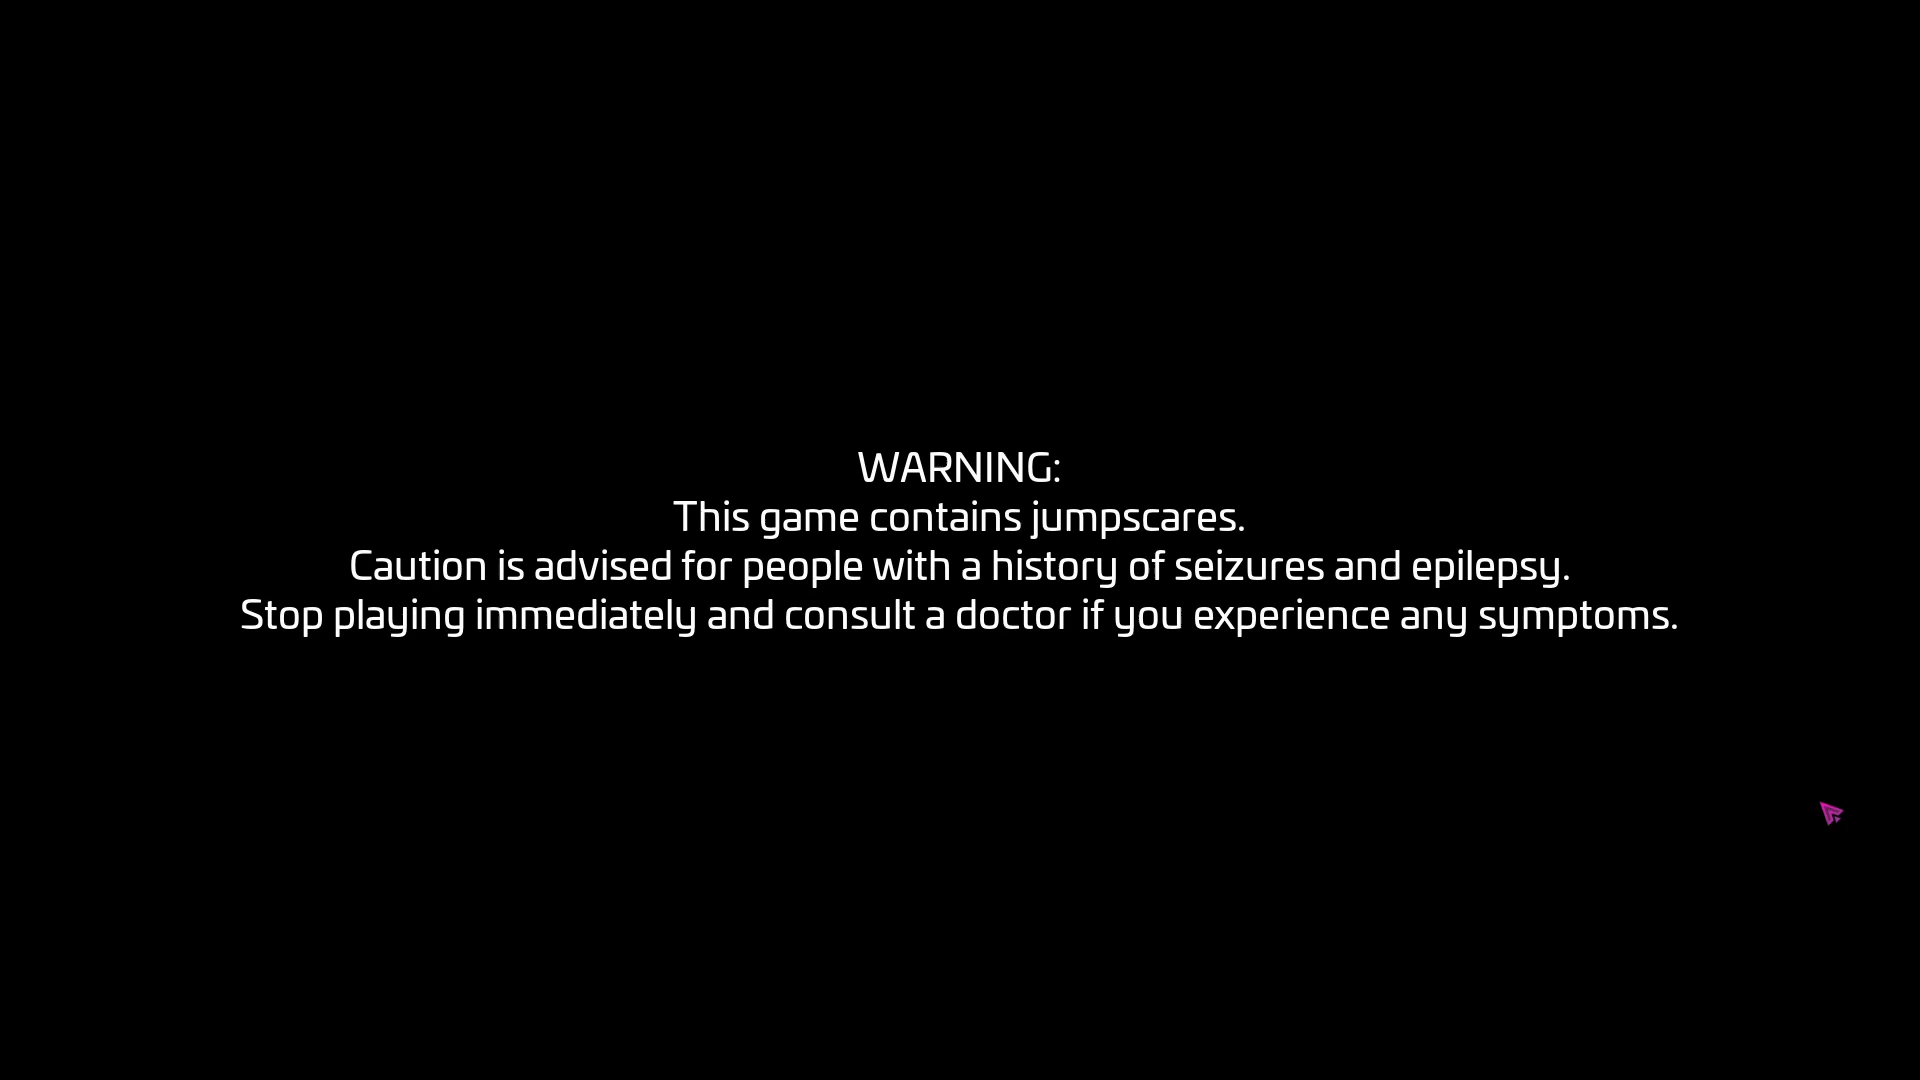 WARNING:
This game contains jumpscares.
Caution is advised for people with a history of seizures and epilepsy.
Stop playing immediately and consult a doctor if you experience any symptoms.